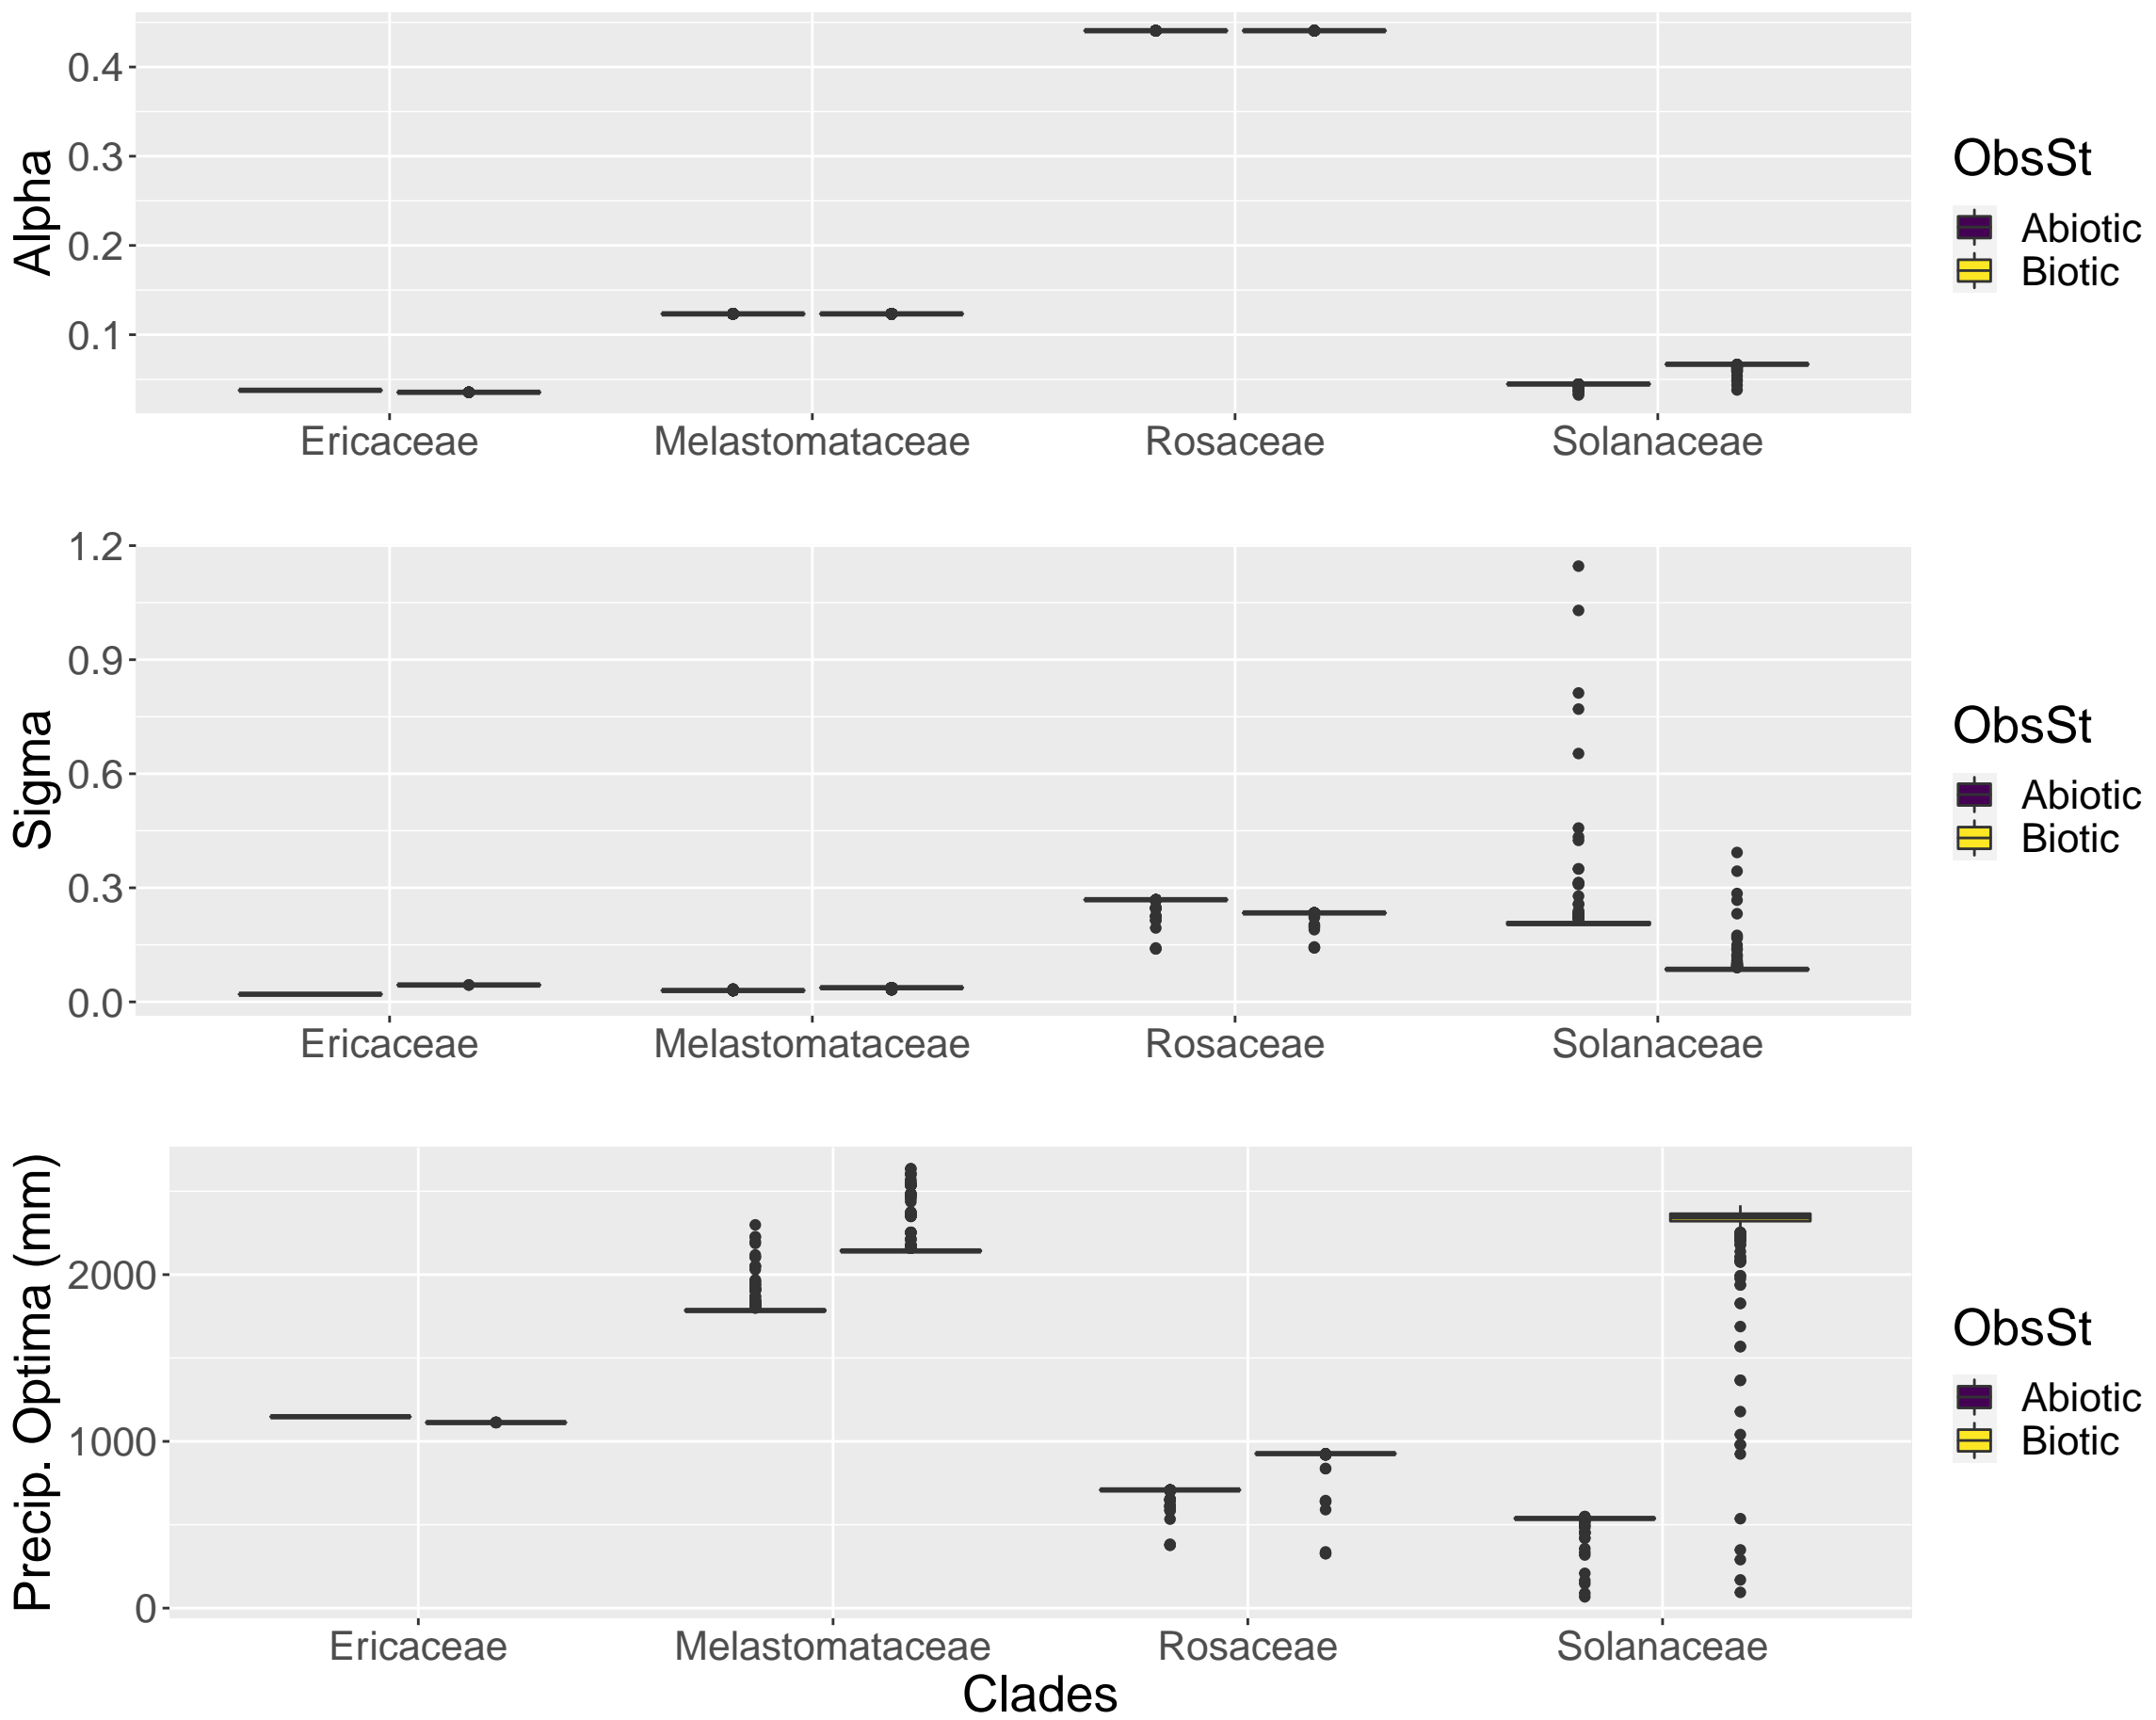 Alpha
0.4
0.3
0.2
0.1
Ericaceae Melastomataceae Rosaceae Solanaceae
ObsSt
Abiotic
Biotic
Sigma
1.2
0.9
0.6
0.3
0.0
Ericaceae Melastomataceae Rosaceae Solanaceae
ObsSt
Abiotic
Biotic
Precip. Optima (mm)
2000
1000
0
Ericaceae Melastomataceae Rosaceae Solanaceae
Clades
ObsSt
Abiotic
Biotic